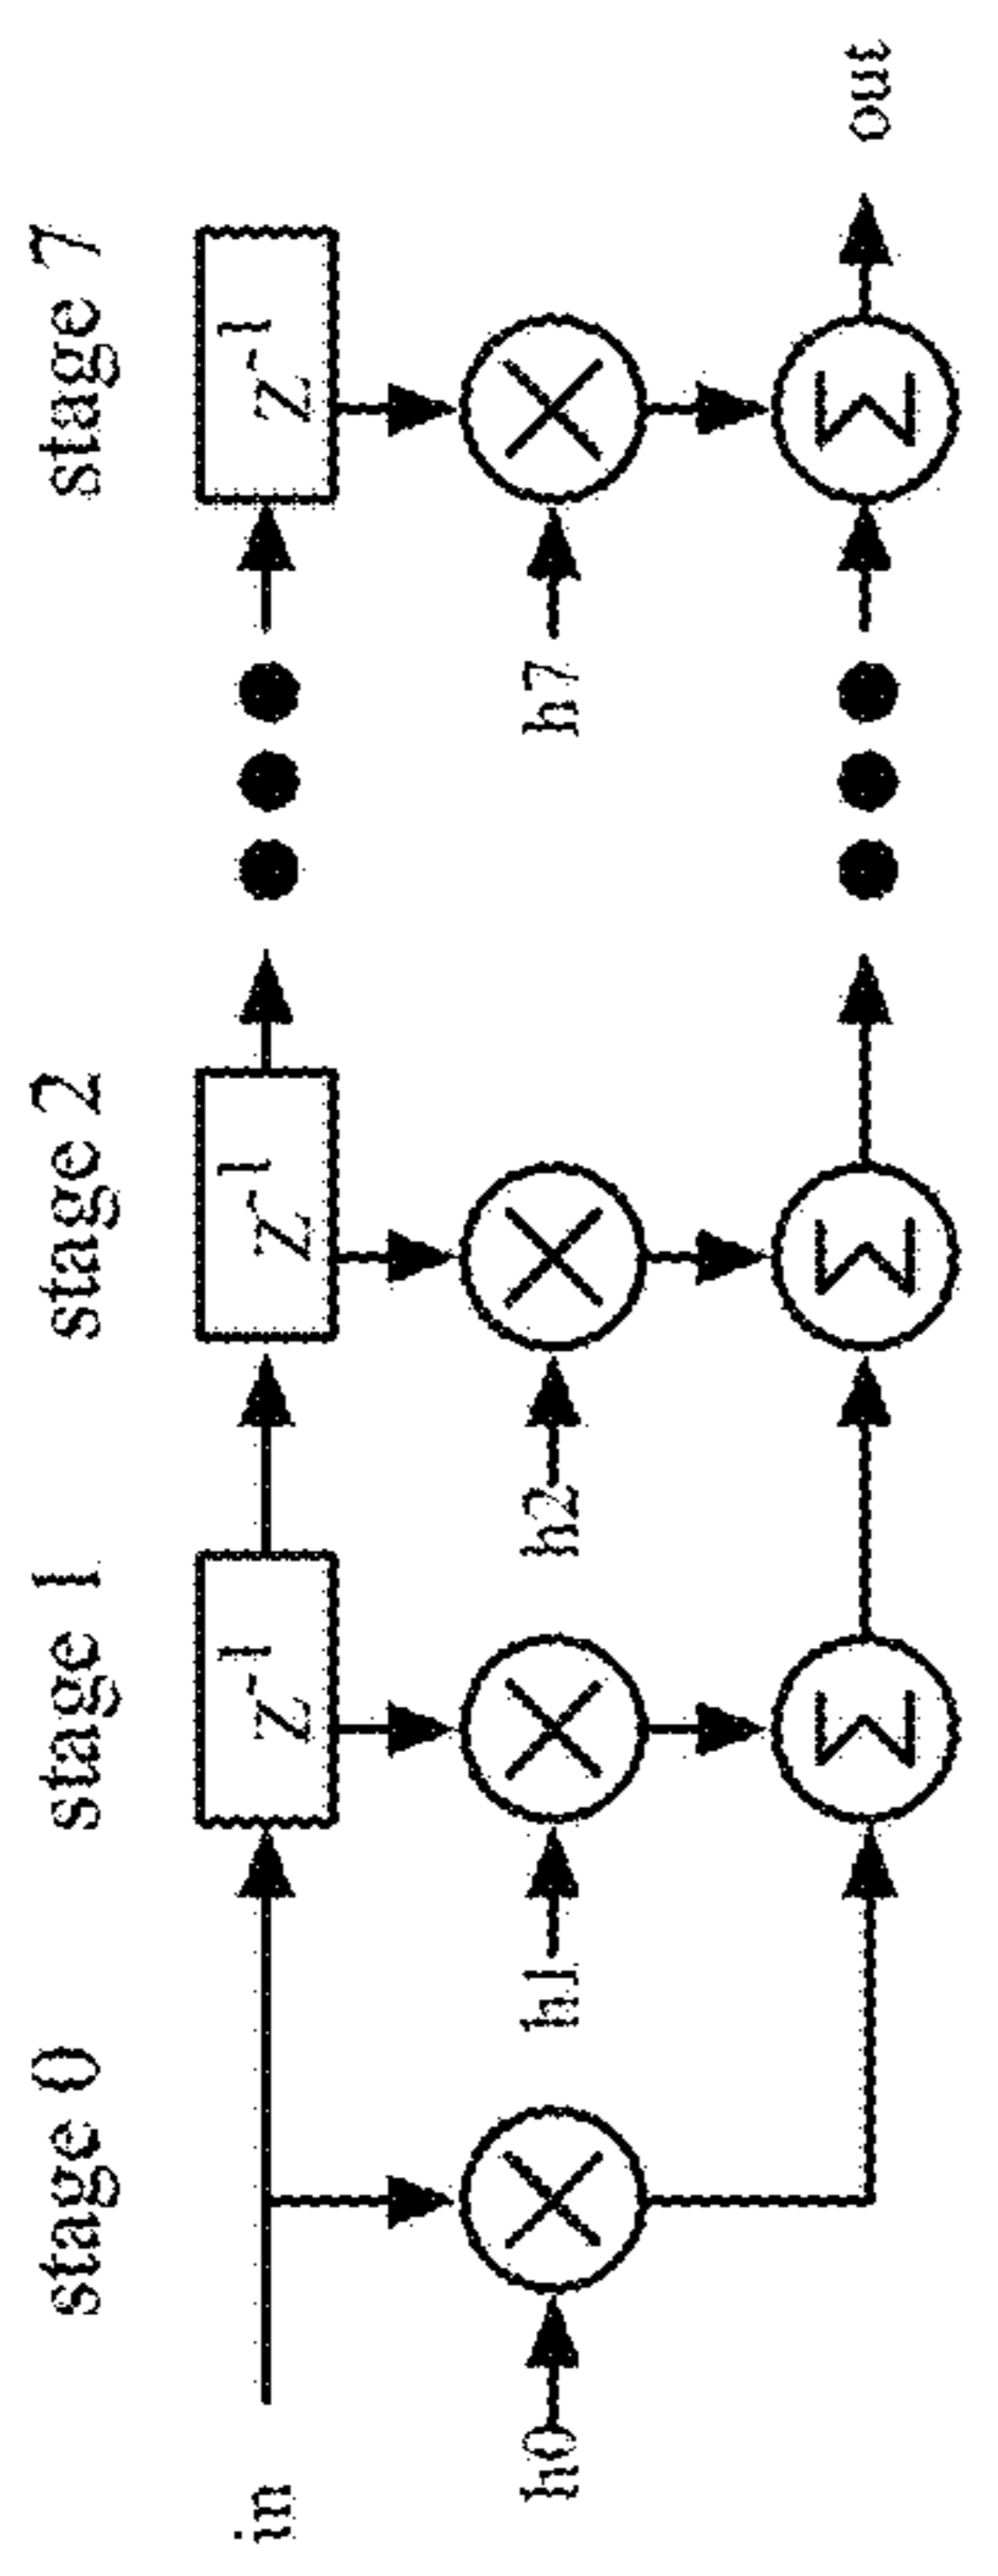 stage 0
stage 1
stage 2
stage 7
in
z-1
z-1
z-1
h0
h1
h2
h7
Σ
Σ
Σ
out